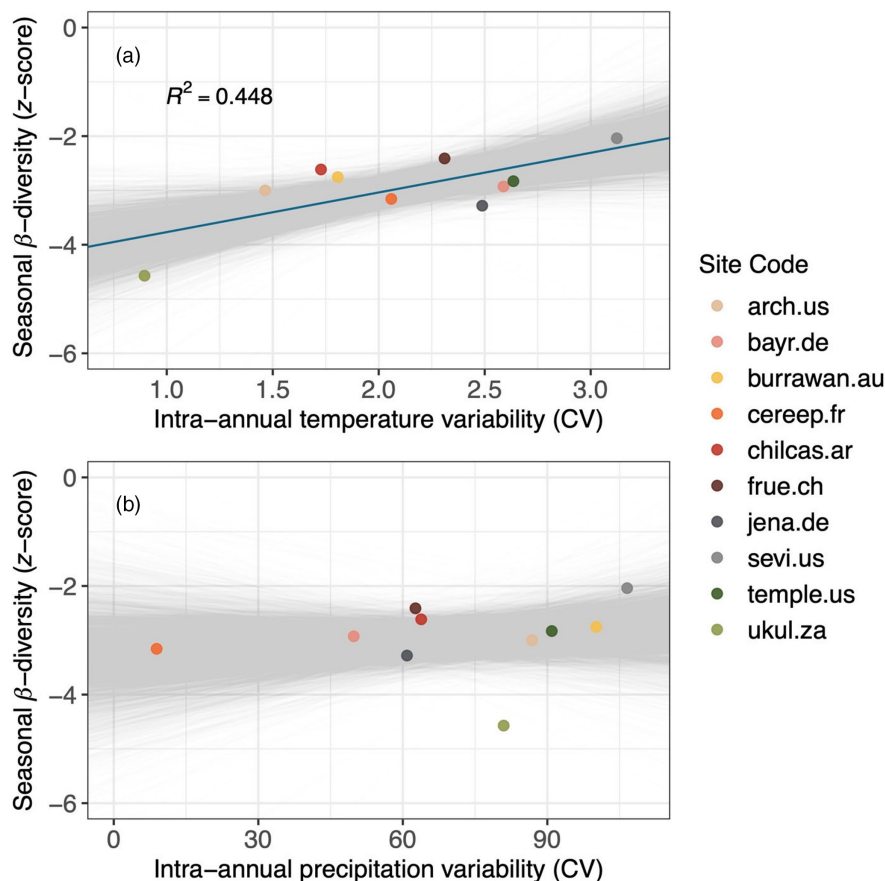 (a)
R² = 0.448
Seasonal β−diversity (z−score)
0
−2
−4
−6
1.0 1.5 2.0 2.5 3.0
Intra−annual temperature variability (CV)
(b)
Seasonal β−diversity (z−score)
0
−2
−4
−6
0 30 60 90
Intra−annual precipitation variability (CV)
Site Code
arch.us
bayr.de
burrawan.au
cereep.fr
chilcas.ar
frue.ch
jena.de
sevi.us
temple.us
ukul.za